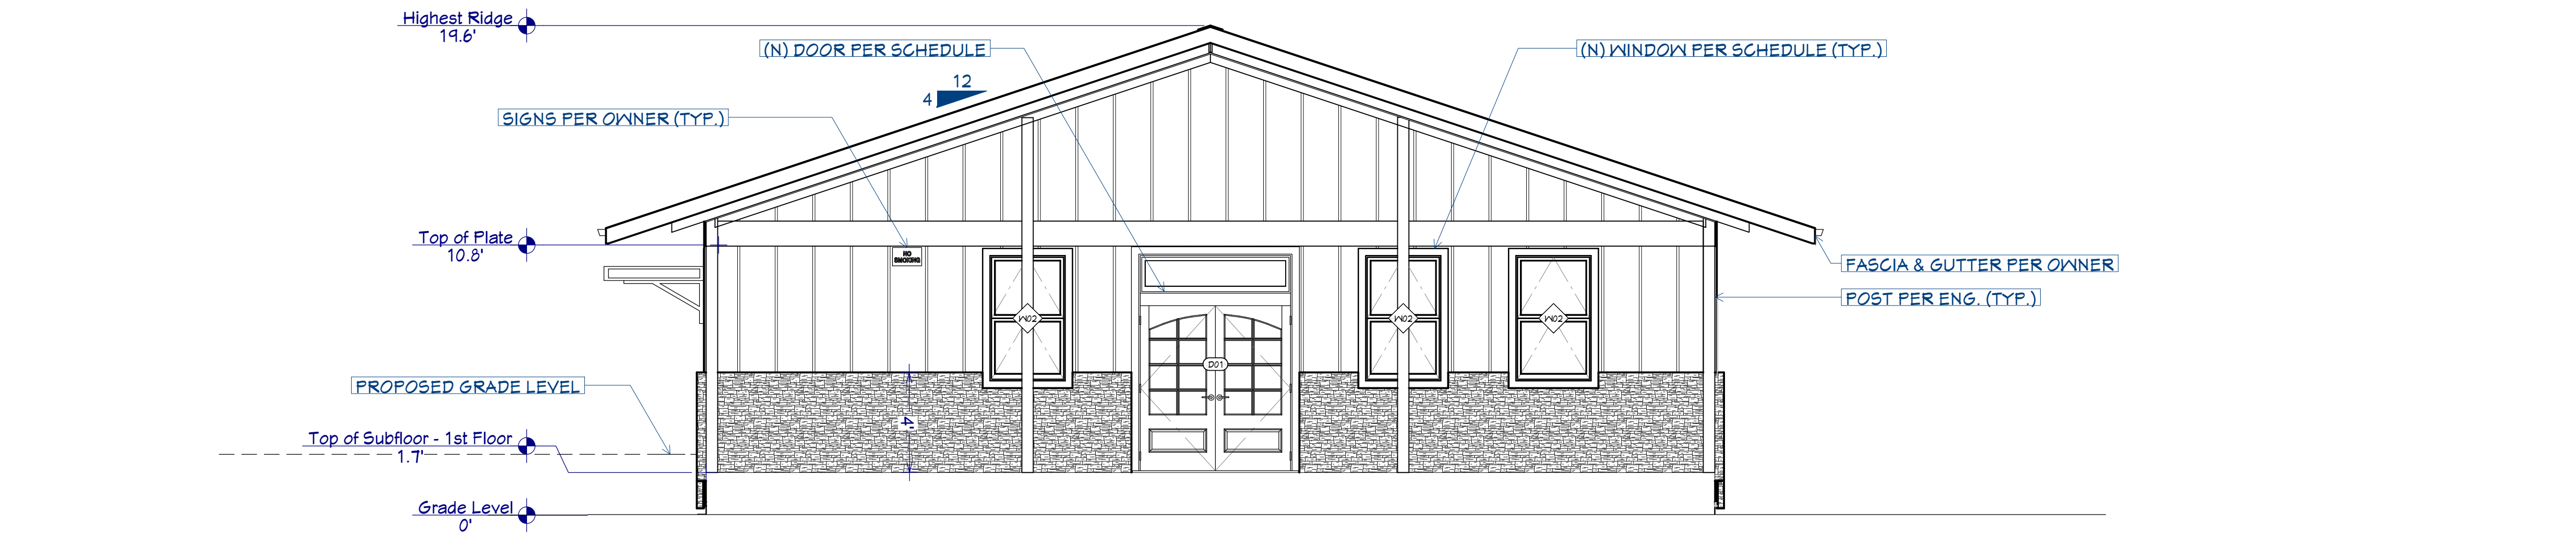 Highest Ridge
19.6'
(N) DOOR PER SCHEDULE
(N) WINDOW PER SCHEDULE (TYP.)
12
4
SIGNS PER OWNER (TYP.)
Top of Plate
10.8'
NO
SMOKING
FASCIA & GUTTER PER OWNER
POST PER ENG. (TYP.)
W02
W02
W02
D01
PROPOSED GRADE LEVEL
4'
Top of Subfloor - 1st Floor
1.7'
Grade Level
0'